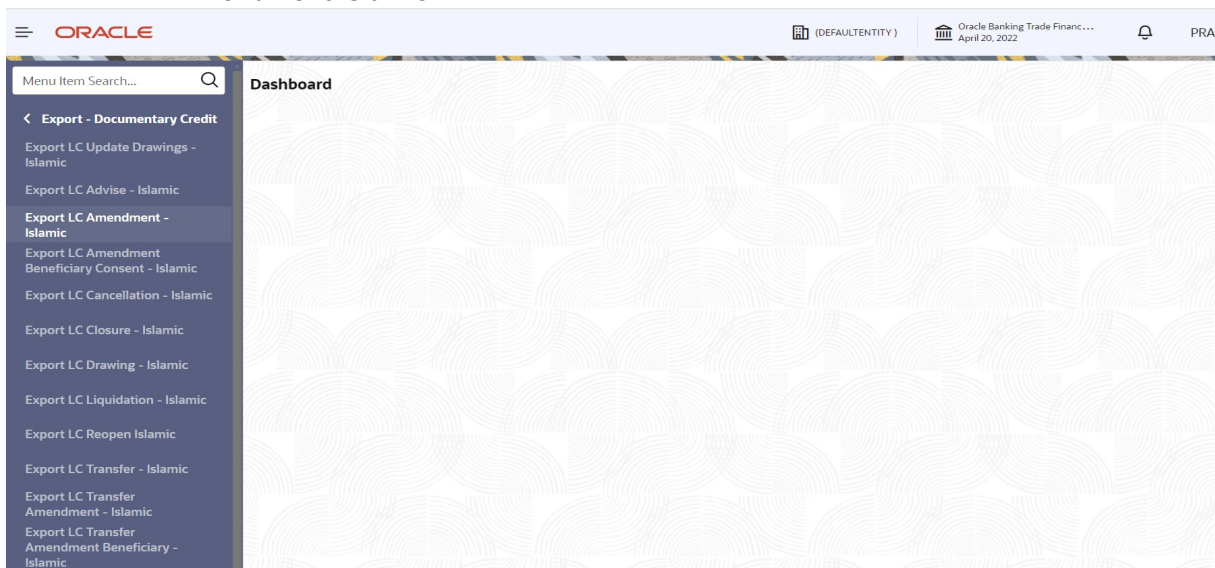 ORACLE
(DEFAULTENTITY )
Oracle Banking Trade Financ...
April 20, 2022
PRA
Menu Item Search...
Dashboard
Export - Documentary Credit
Export LC Update Drawings -
Islamic
Export LC Advise - Islamic
Export LC Amendment -
Islamic
Export LC Amendment
Beneficiary Consent - Islamic
Export LC Cancellation - Islamic
Export LC Closure - Islamic
Export LC Drawing - Islamic
Export LC Liquidation - Islamic
Export LC Reopen Islamic
Export LC Transfer - Islamic
Export LC Transfer
Amendment - Islamic
Export LC Transfer
Amendment Beneficiary -
Islamic